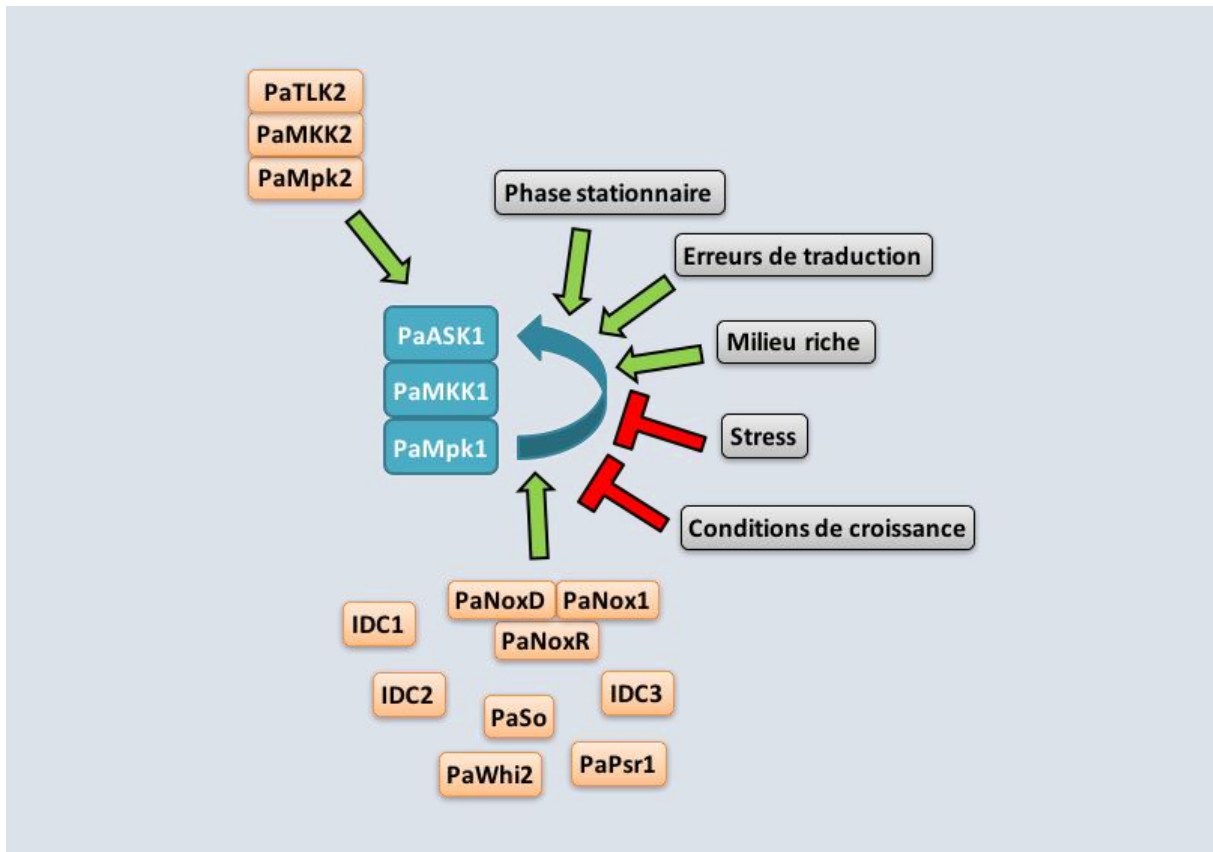 PaTLK2
PaMKK2
PaMpk2
Phase stationnaire
Erreurs de traduction
Milieu riche
Stress
Conditions de croissance
PaASK1
PaMKK1
PaMpk1
PaNoxD
PaNox1
PaNoxR
IDC1
IDC2
IDC3
PaSo
PaWhi2
PaPsr1